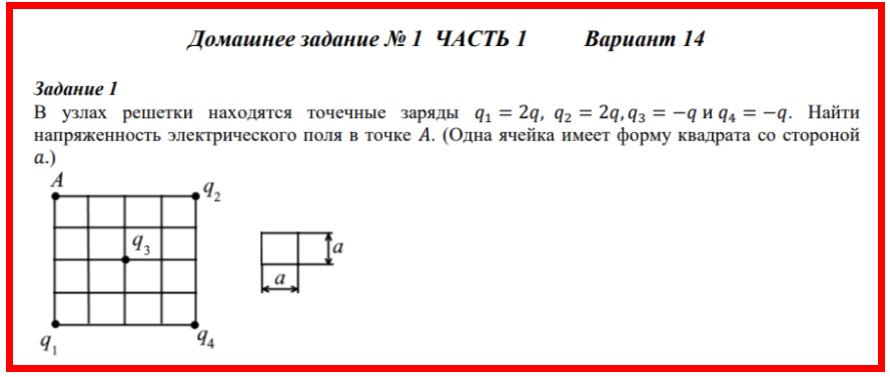 Домашнее задание № 1 ЧАСТЬ 1 Вариант 14
Задание 1
В узлах решетки находятся точечные заряды q₁ = 2q, q₂ = 2q, q₃ = −q и q₄ = −q. Найти
напряженность электрического поля в точке A. (Одна ячейка имеет форму квадрата со стороной
a.)
A
q₂
q₃
a
a
q₁
q₄